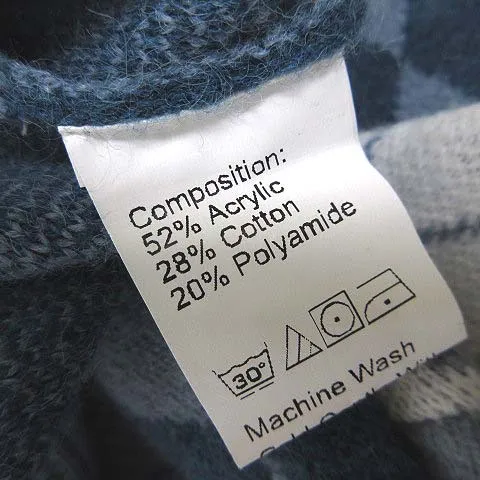 Composition:
52% Acrylic
28% Cotton
20% Polyamide
30°
Machine Wash